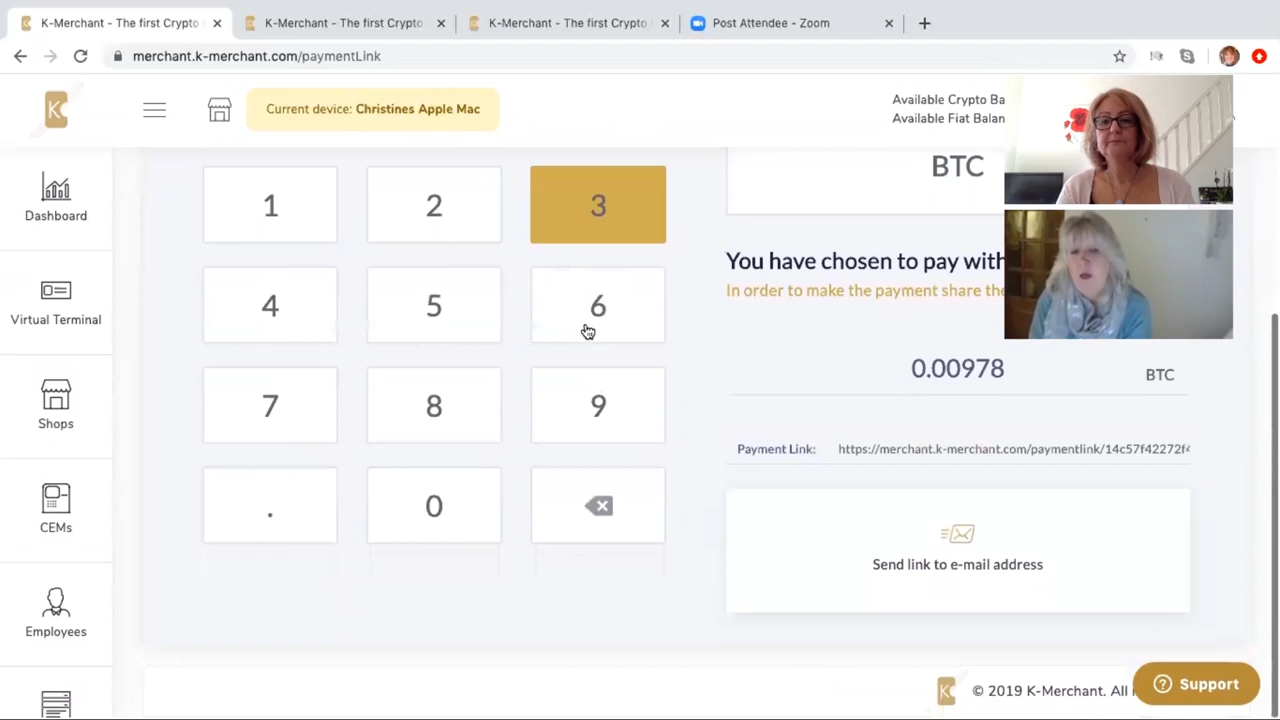 K-Merchant - The first Crypto
K-Merchant - The first Crypto
K-Merchant - The first Crypto
Post Attendee - Zoom
merchant.k-merchant.com/paymentLink
Current device: Christines Apple Mac
Available Crypto Ba
Available Fiat Balan
Dashboard
Virtual Terminal
Shops
CEMs
Employees
1 2 3
4 5 6
7 8 9
. 0
BTC
You have chosen to pay with
In order to make the payment share the
0.00978 BTC
Payment Link: https://merchant.k-merchant.com/paymentlink/14c57f42272f4
Send link to e-mail address
© 2019 K-Merchant. All
Support